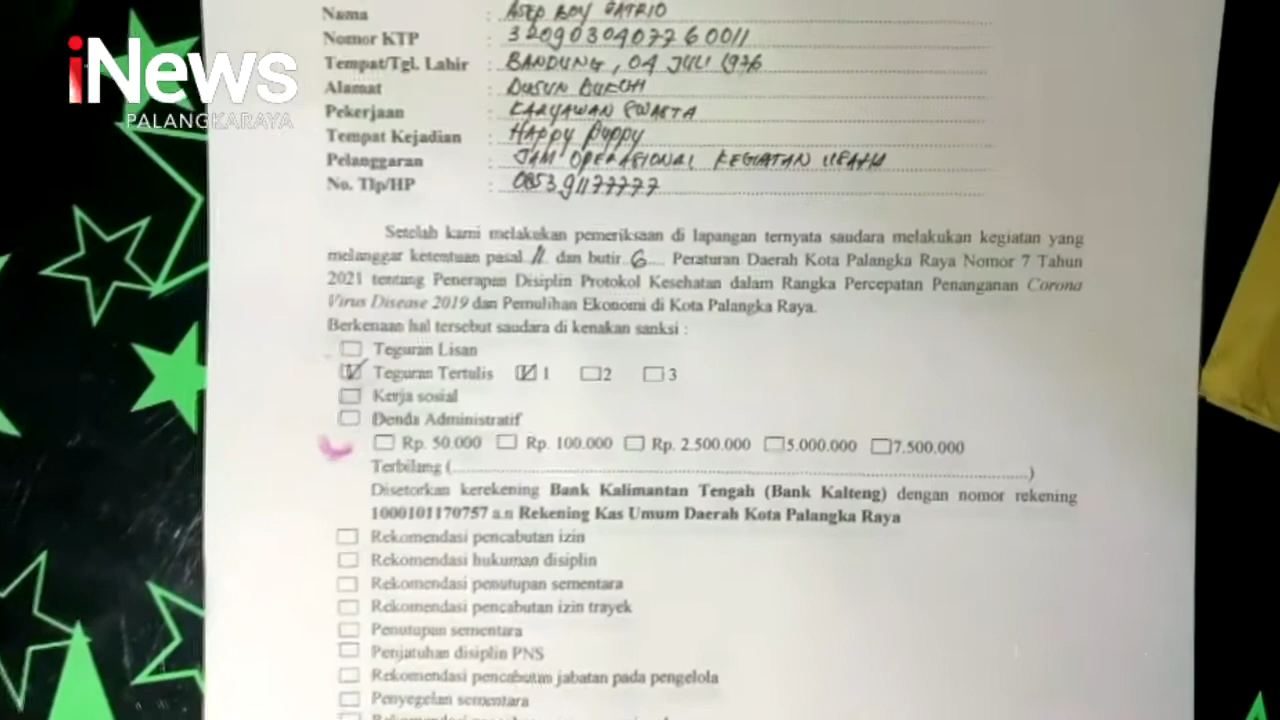 iNews
PALANGKARAYA
Nama : ASEP BOY SATRIO
Nomor KTP : 3209030407760011
Tempat/Tgl. Lahir : BANDUNG, 04 JULI 1976
Alamat : DUSUN
Pekerjaan : KARYAWAN SWASTA
Tempat Kejadian : HAPPY PUPPY
Pelanggaran : JAM OPERASIONAL KEGIATAN USAHA
No. Tlp/HP : 085391177777
Setelah kami melakukan pemeriksaan di lapangan ternyata saudara melakukan kegiatan yang
melanggar ketentuan pasal 11 dan butir 6 Peraturan Daerah Kota Palangka Raya Nomor 7 Tahun
2021 tentang Penerapan Disiplin Protokol Kesehatan dalam Rangka Percepatan Penanganan Corona
Virus Disease 2019 dan Pemulihan Ekonomi di Kota Palangka Raya.
Berkenaan hal tersebut saudara di kenakan sanksi :
Teguran Lisan
Teguran Tertulis 1 2 3
Kerja sosial
Denda Administratif
Rp. 50.000 Rp. 100.000 Rp. 2.500.000 5.000.000 7.500.000
Terbilang (....................)
Disetorkan kerekening Bank Kalimantan Tengah (Bank Kalteng) dengan nomor rekening
1000101170757 a.n Rekening Kas Umum Daerah Kota Palangka Raya
Rekomendasi pencabutan izin
Rekomendasi hukuman disiplin
Rekomendasi penutupan sementara
Rekomendasi pencabutan izin trayek
Penutupan sementara
Penjatuhan disiplin PNS
Rekomendasi pencabutan jabatan pada pengelola
Penyegelan sementara